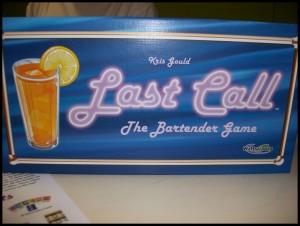 Kris Gould
Last Call
The Bartender Game